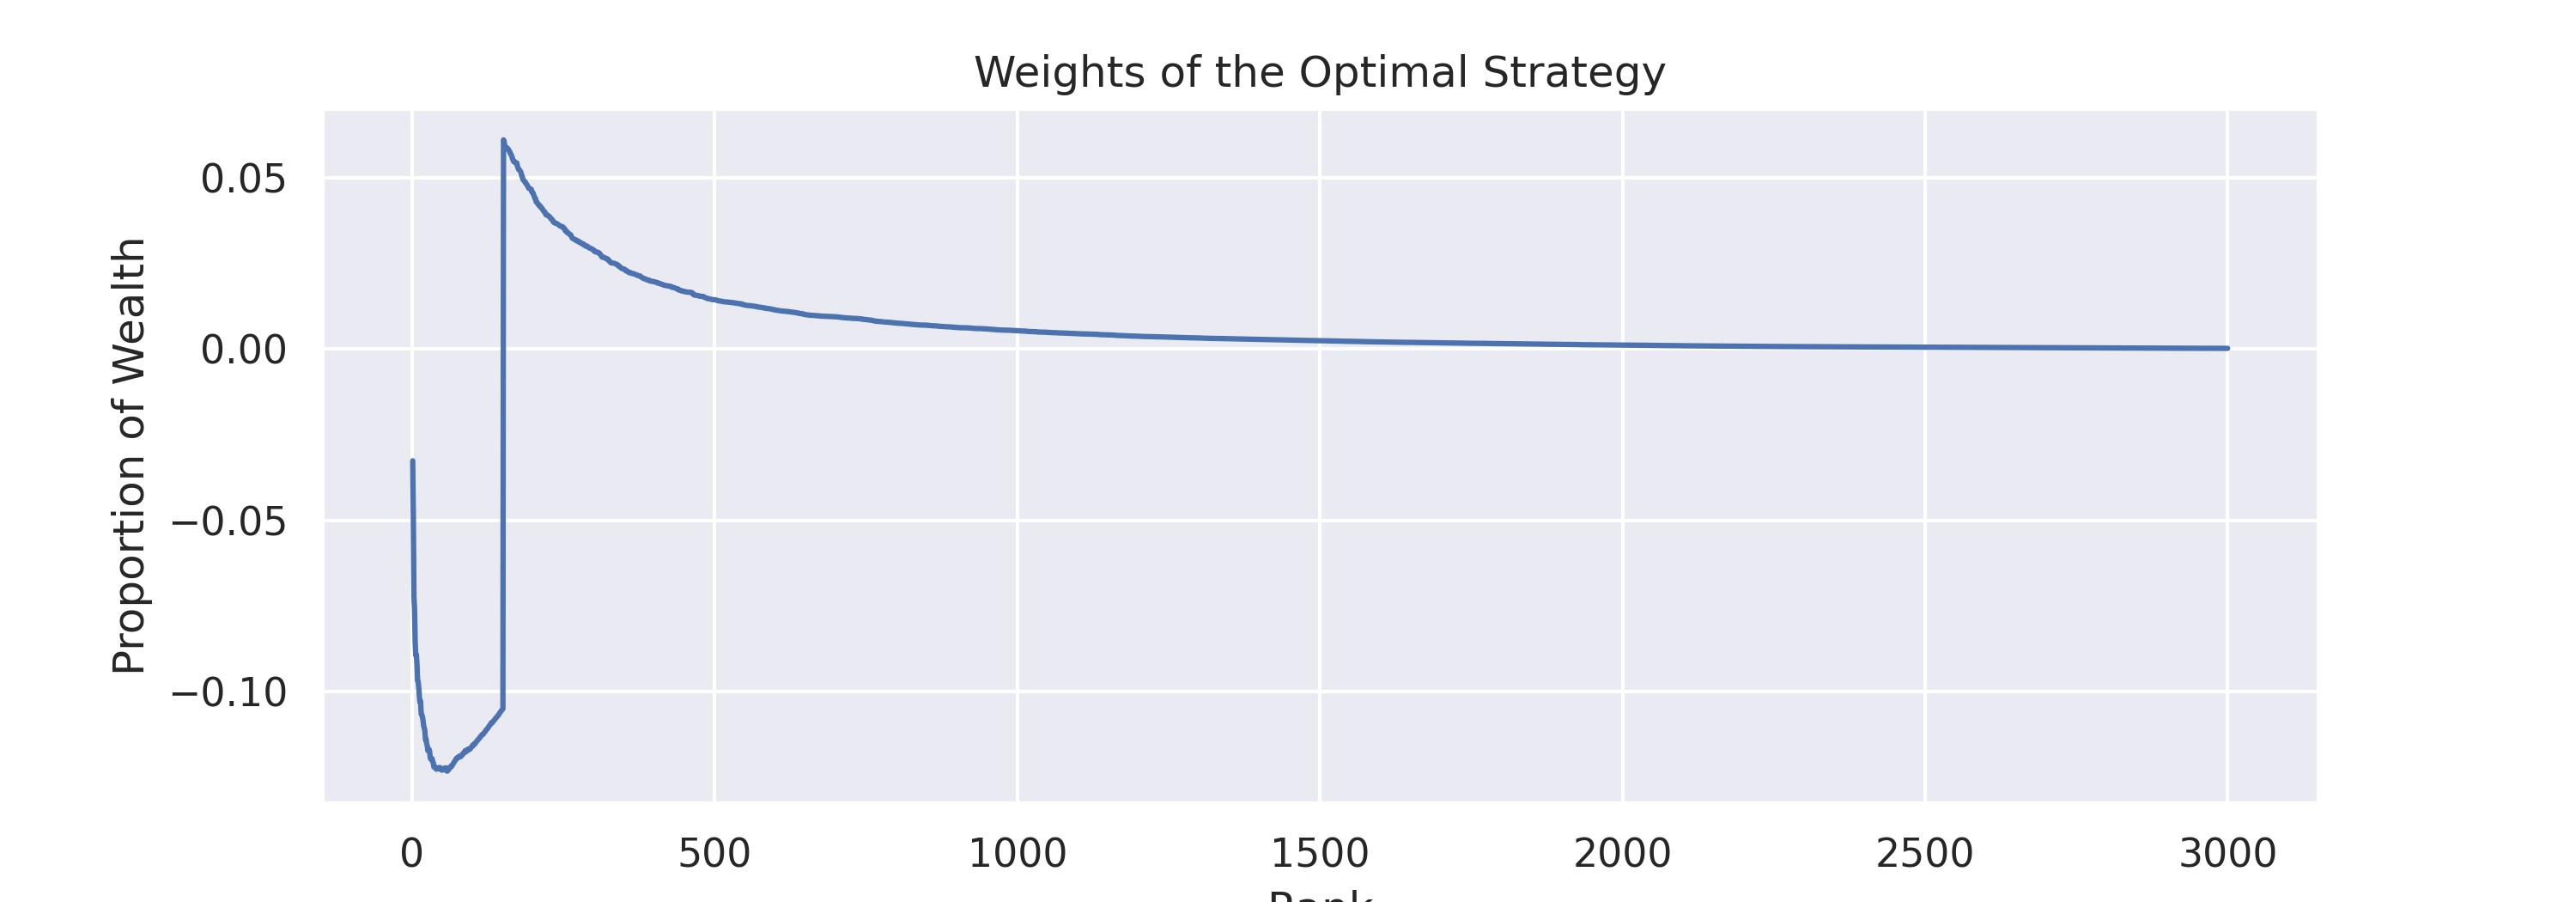 Weights of the Optimal Strategy
Proportion of Wealth
0.05
0.00
−0.05
−0.10
0 500 1000 1500 2000 2500 3000
Rank